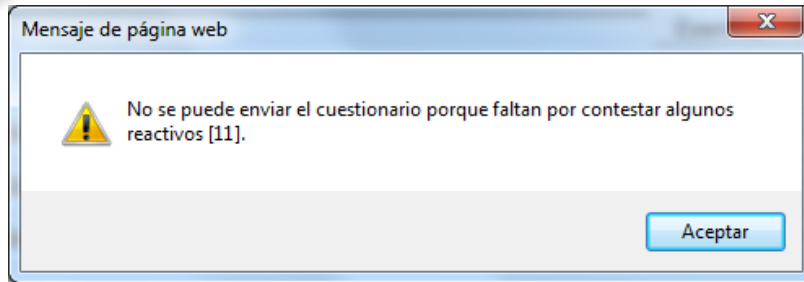 Mensaje de página web
No se puede enviar el cuestionario porque faltan por contestar algunos
reactivos [11].
Aceptar